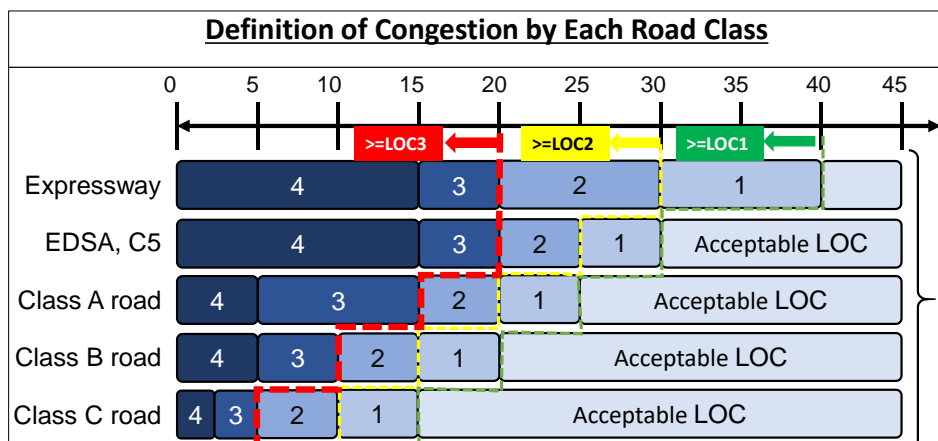 Definition of Congestion by Each Road Class
0 5 10 15 20 25 30 35 40 45
>=LOC3 >=LOC2 >=LOC1
Expressway 4 3 2 1
EDSA, C5 4 3 2 1 Acceptable LOC
Class A road 4 3 2 1 Acceptable LOC
Class B road 4 3 2 1 Acceptable LOC
Class C road 4 3 2 1 Acceptable LOC